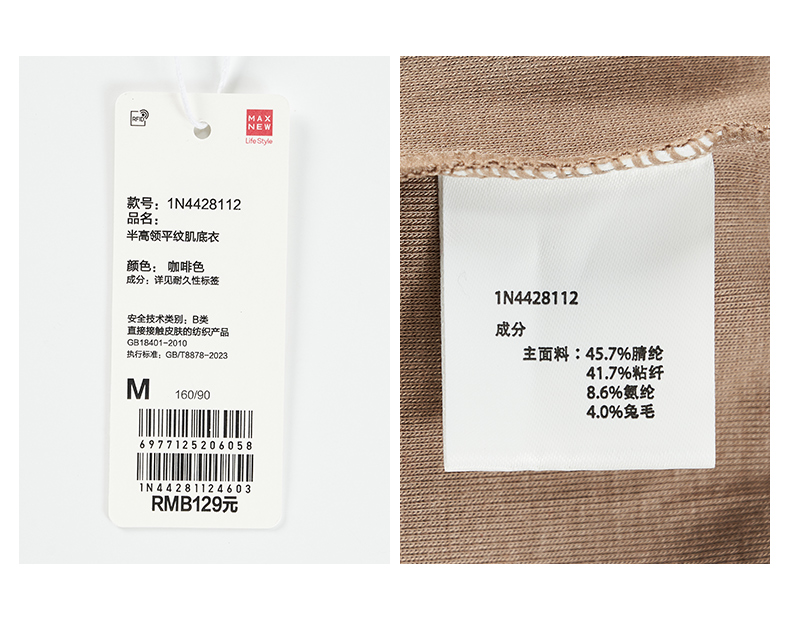 RFID
MAX
NEW
Life Style
款号：1N4428112
品名：
半高领平纹肌底衣
颜色：咖啡色
成分：详见耐久性标签
安全技术类别：B类
直接接触皮肤的纺织产品
GB18401-2010
执行标准：GB/T8878-2023
M 160/90
6977125206058
1N44281124603
RMB129元
1N4428112
成分
主面料：45.7%腈纶
41.7%粘纤
8.6%氨纶
4.0%兔毛